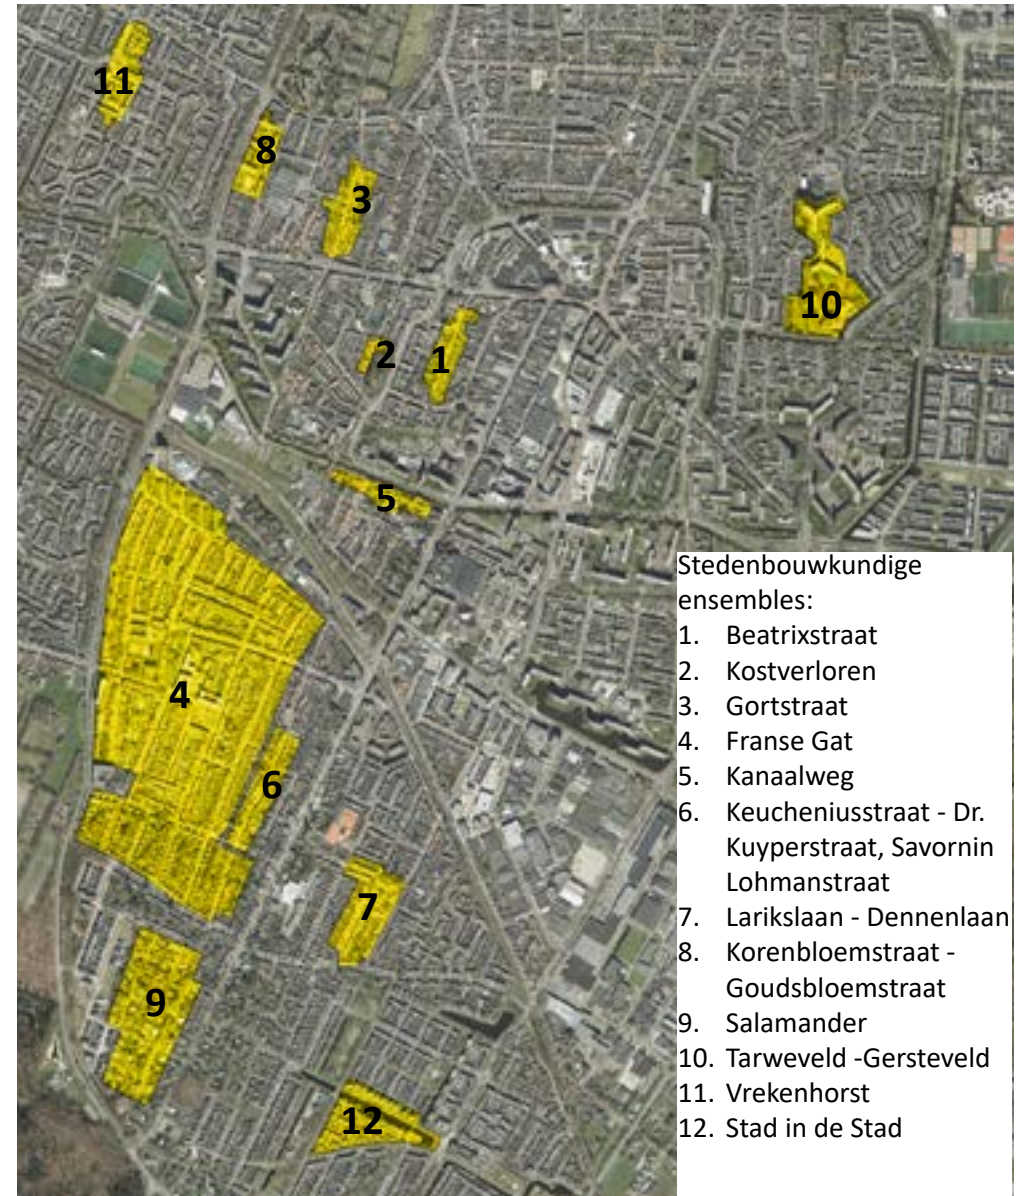 11
8
3
10
2
1
5
4
6
7
9
12
Stedenbouwkundige
ensembles:
1. Beatrixstraat
2. Kostverloren
3. Gortstraat
4. Franse Gat
5. Kanaalweg
6. Keucheniusstraat - Dr.
Kuyperstraat, Savornin
Lohmanstraat
7. Larikslaan - Dennenlaan
8. Korenbloemstraat -
Goudsbloemstraat
9. Salamander
10. Tarweveld -Gersteveld
11. Vrekenhorst
12. Stad in de Stad